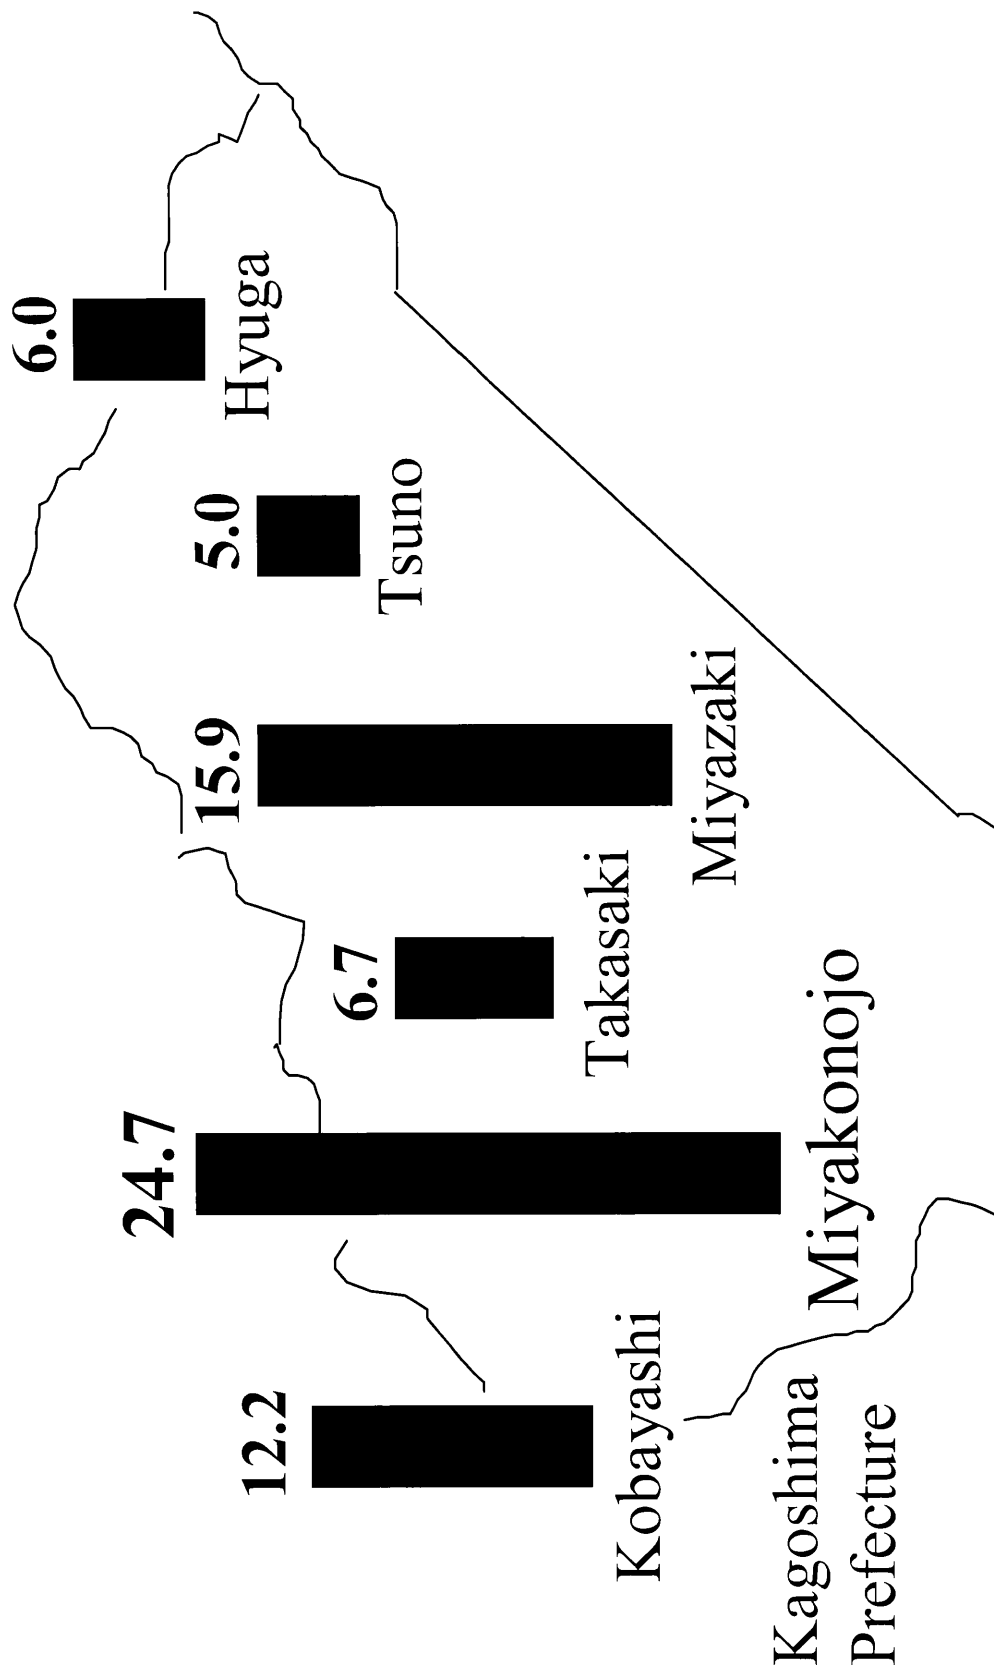 6.0
Hyuga
5.0
Tsuno
15.9
Miyazaki
6.7
Takasaki
24.7
Miyakonojo
12.2
Kobayashi
Kagoshima
Prefecture